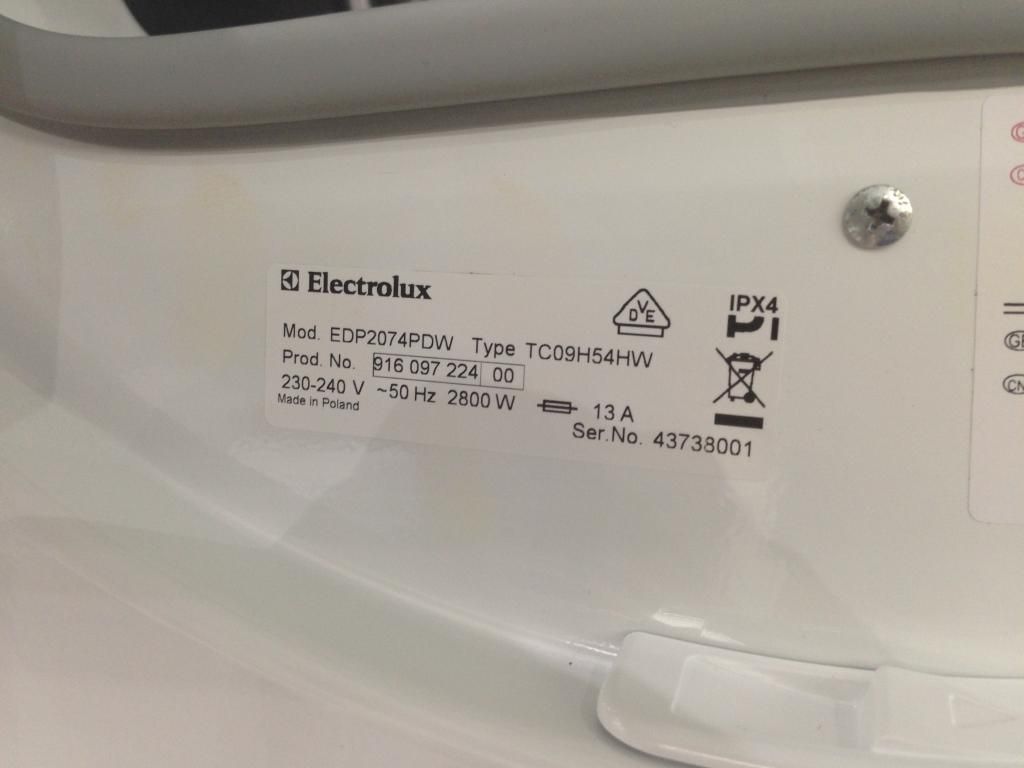 Electrolux
VDE
IPX4
Mod. EDP2074PDW Type TC09H54HW
Prod. No. 916 097 224 00
230-240 V ~50 Hz 2800 W 13 A
Made in Poland
Ser.No. 43738001